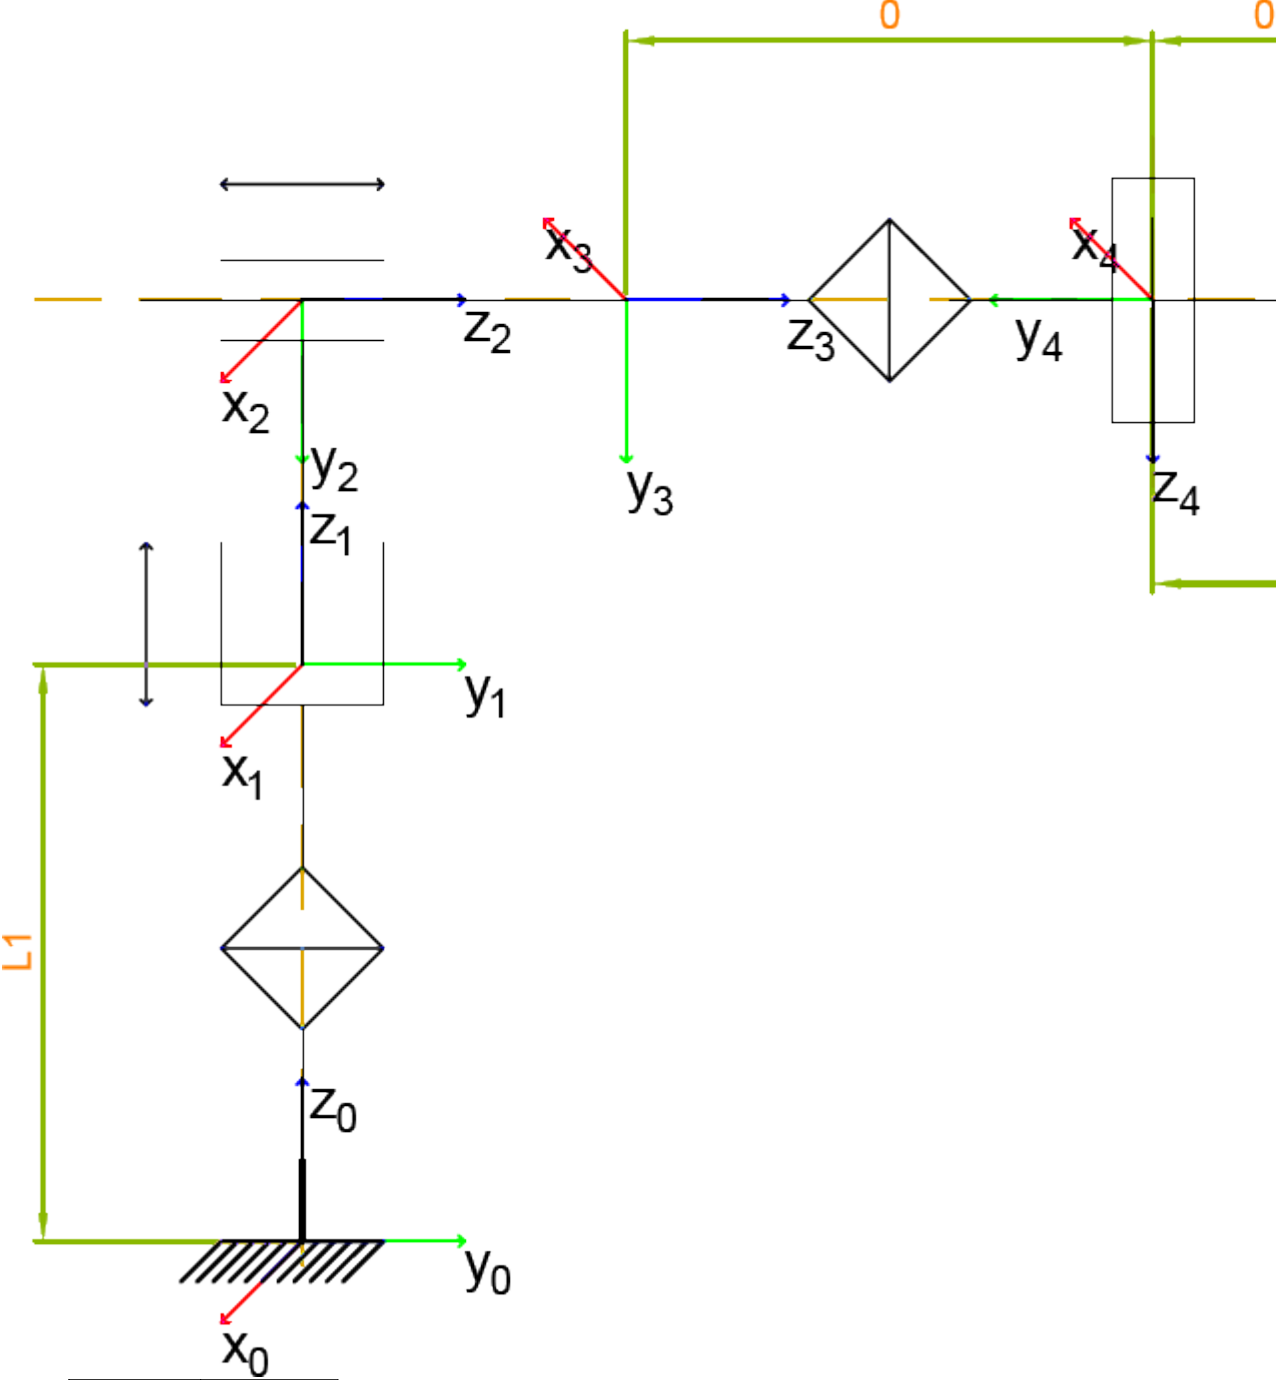 0
0
x₃
x₄
z₂
z₃
y₄
x₂
y₂
y₃
z₄
z₁
y₁
x₁
L1
z₀
y₀
x₀